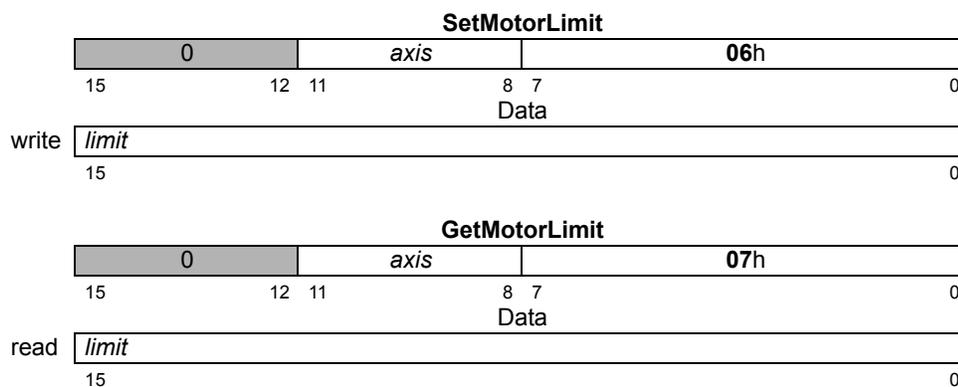 SetMotorLimit
0 axis 06h
15 12 11 8 7 0
Data
write limit
15 0
GetMotorLimit
0 axis 07h
15 12 11 8 7 0
Data
read limit
15 0